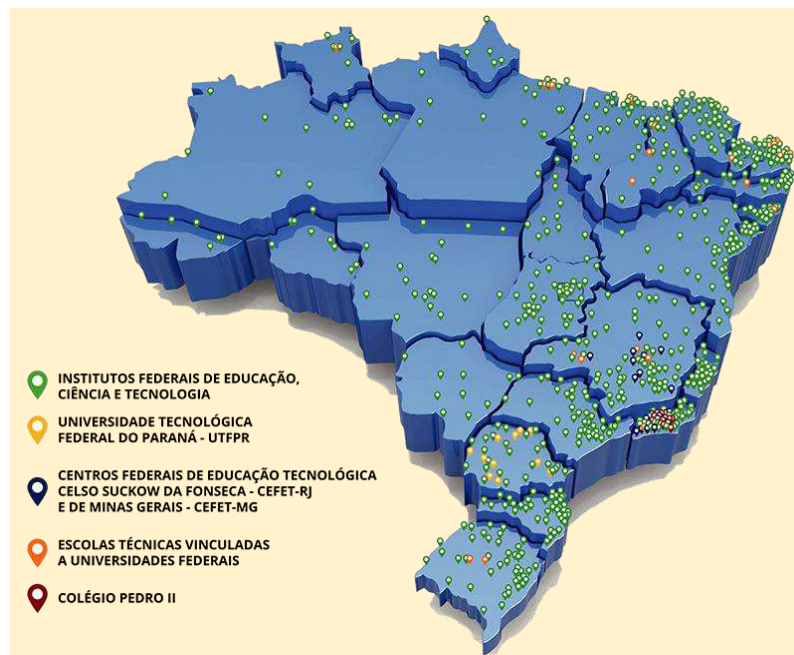 INSTITUTOS FEDERAIS DE EDUCAÇÃO,
CIÊNCIA E TECNOLOGIA
UNIVERSIDADE TECNOLÓGICA
FEDERAL DO PARANÁ - UTFPR
CENTROS FEDERAIS DE EDUCAÇÃO TECNOLÓGICA
CELSO SUCKOW DA FONSECA - CEFET-RJ
E DE MINAS GERAIS - CEFET-MG
ESCOLAS TÉCNICAS VINCULADAS
A UNIVERSIDADES FEDERAIS
COLÉGIO PEDRO II